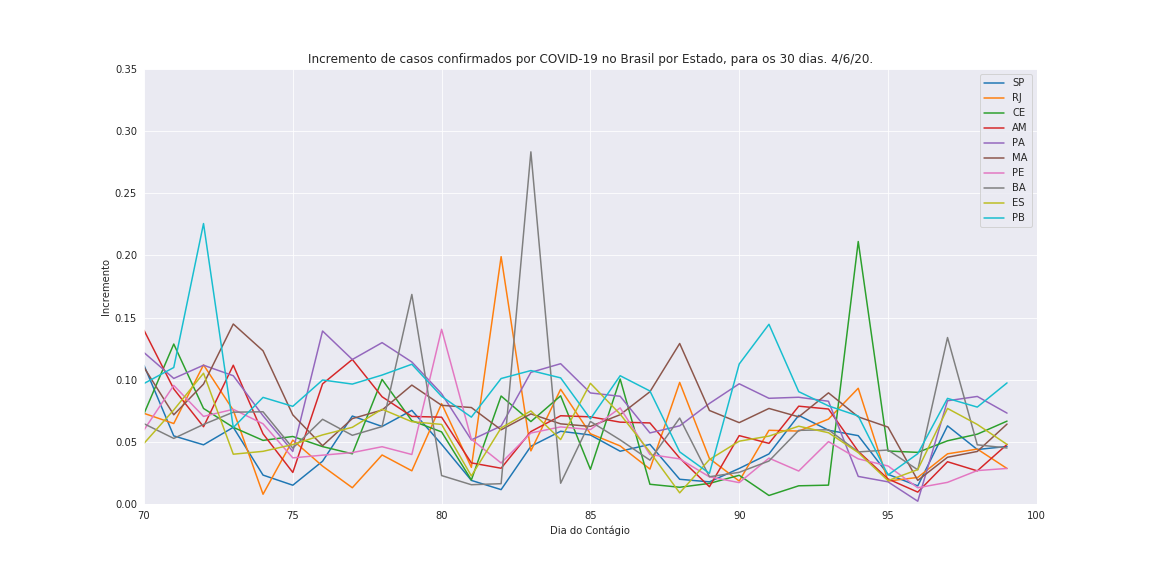 Incremento de casos confirmados por COVID-19 no Brasil por Estado, para os 30 dias. 4/6/20.
0.35
0.30
0.25
0.20
0.15
0.10
0.05
0.00
Incremento
70 75 80 85 90 95 100
Dia do Contágio
SP
RJ
CE
AM
PA
MA
PE
BA
ES
PB